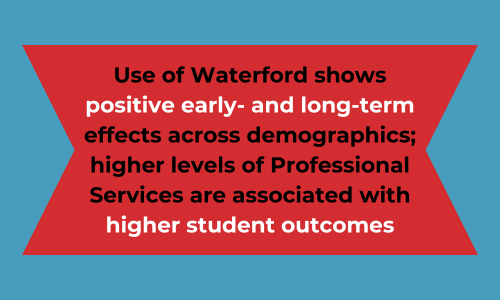 Use of Waterford shows
positive early- and long-term
effects across demographics;
higher levels of Professional
Services are associated with
higher student outcomes